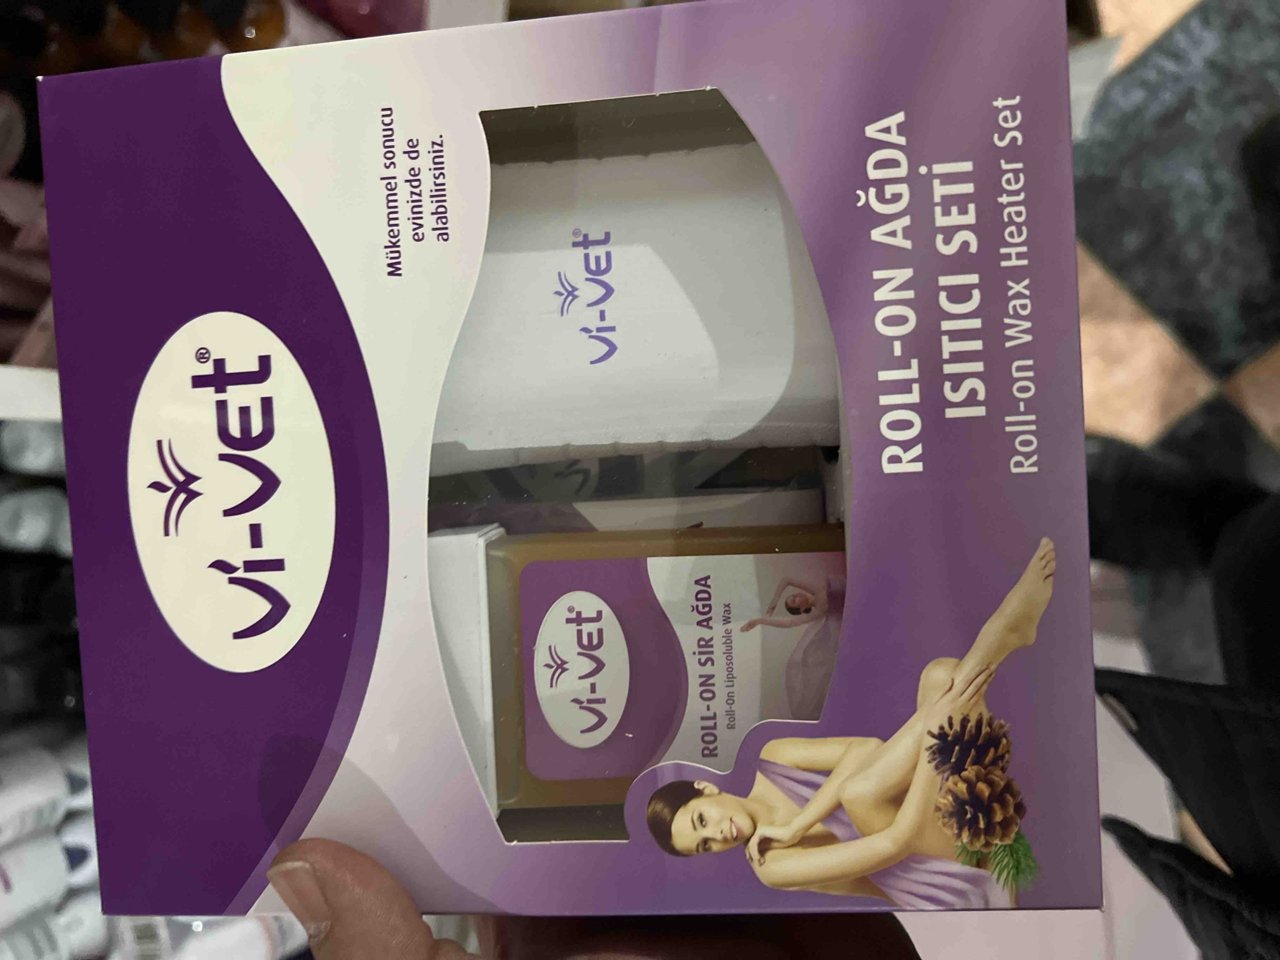 vi-vet®
Mükemmel sonucu
evinizde de
alabilirsiniz.
vi-vet®
vi-vet®
ROLL-ON SİR AĞDA
Roll-On Liposoluble Wax
ROLL-ON AĞDA
ISITICI SETİ
Roll-on Wax Heater Set